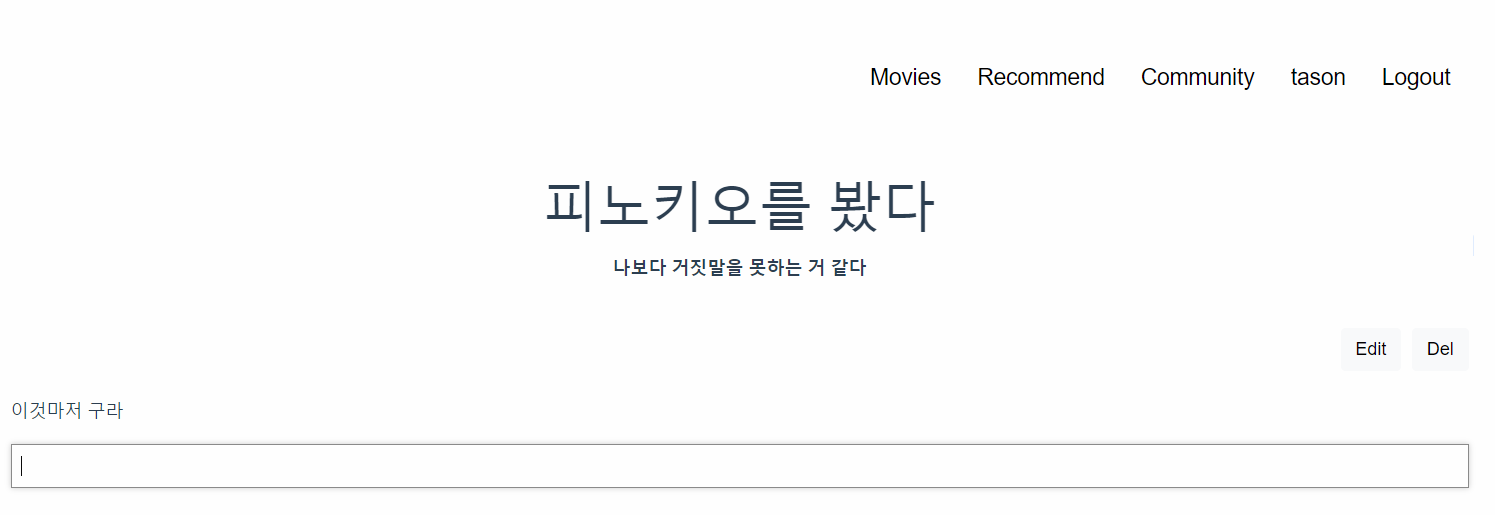 Movies Recommend Community tason Logout
피노키오를 봤다
나보다 거짓말을 못하는 거 같다
Edit Del
이것마저 구라